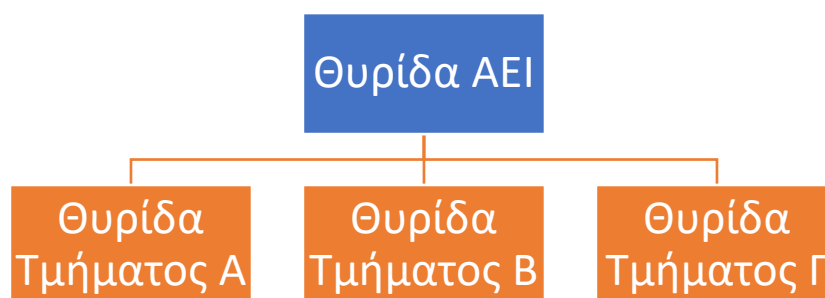 Θυρίδα ΑΕΙ
Θυρίδα
Τμήματος Α
Θυρίδα
Τμήματος Β
Θυρίδα
Τμήματος Γ